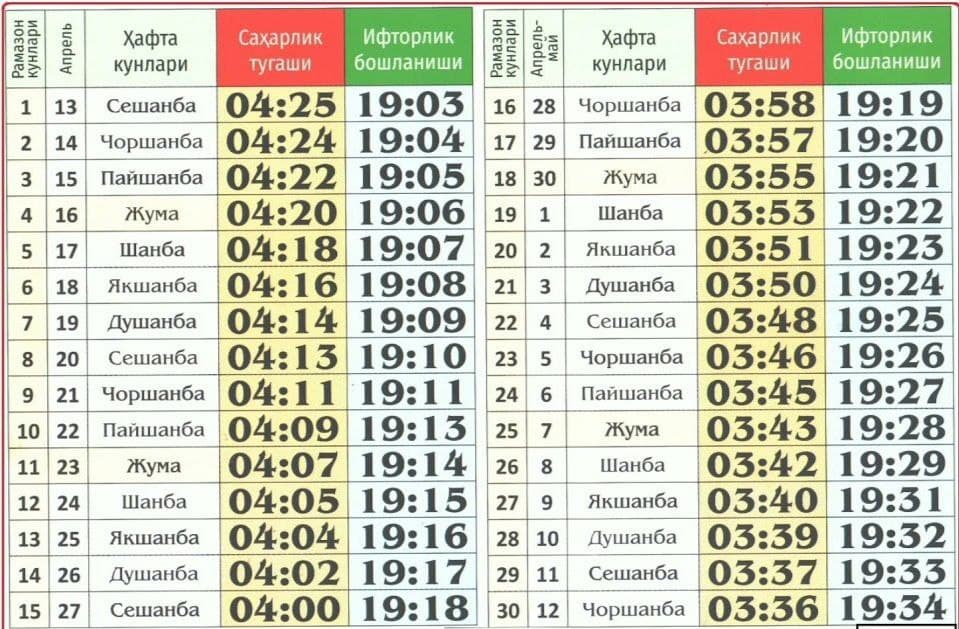 Рамазон кунлари Апрель Ҳафта кунлари Саҳарлик тугаши Ифторлик бошланиши
1 13 Сешанба 04:25 19:03
2 14 Чоршанба 04:24 19:04
3 15 Пайшанба 04:22 19:05
4 16 Жума 04:20 19:06
5 17 Шанба 04:18 19:07
6 18 Якшанба 04:16 19:08
7 19 Душанба 04:14 19:09
8 20 Сешанба 04:13 19:10
9 21 Чоршанба 04:11 19:11
10 22 Пайшанба 04:09 19:13
11 23 Жума 04:07 19:14
12 24 Шанба 04:05 19:15
13 25 Якшанба 04:04 19:16
14 26 Душанба 04:02 19:17
15 27 Сешанба 04:00 19:18
Рамазон кунлари Апрель-май Ҳафта кунлари Саҳарлик тугаши Ифторлик бошланиши
16 28 Чоршанба 03:58 19:19
17 29 Пайшанба 03:57 19:20
18 30 Жума 03:55 19:21
19 1 Шанба 03:53 19:22
20 2 Якшанба 03:51 19:23
21 3 Душанба 03:50 19:24
22 4 Сешанба 03:48 19:25
23 5 Чоршанба 03:46 19:26
24 6 Пайшанба 03:45 19:27
25 7 Жума 03:43 19:28
26 8 Шанба 03:42 19:29
27 9 Якшанба 03:40 19:31
28 10 Душанба 03:39 19:32
29 11 Сешанба 03:37 19:33
30 12 Чоршанба 03:36 19:34